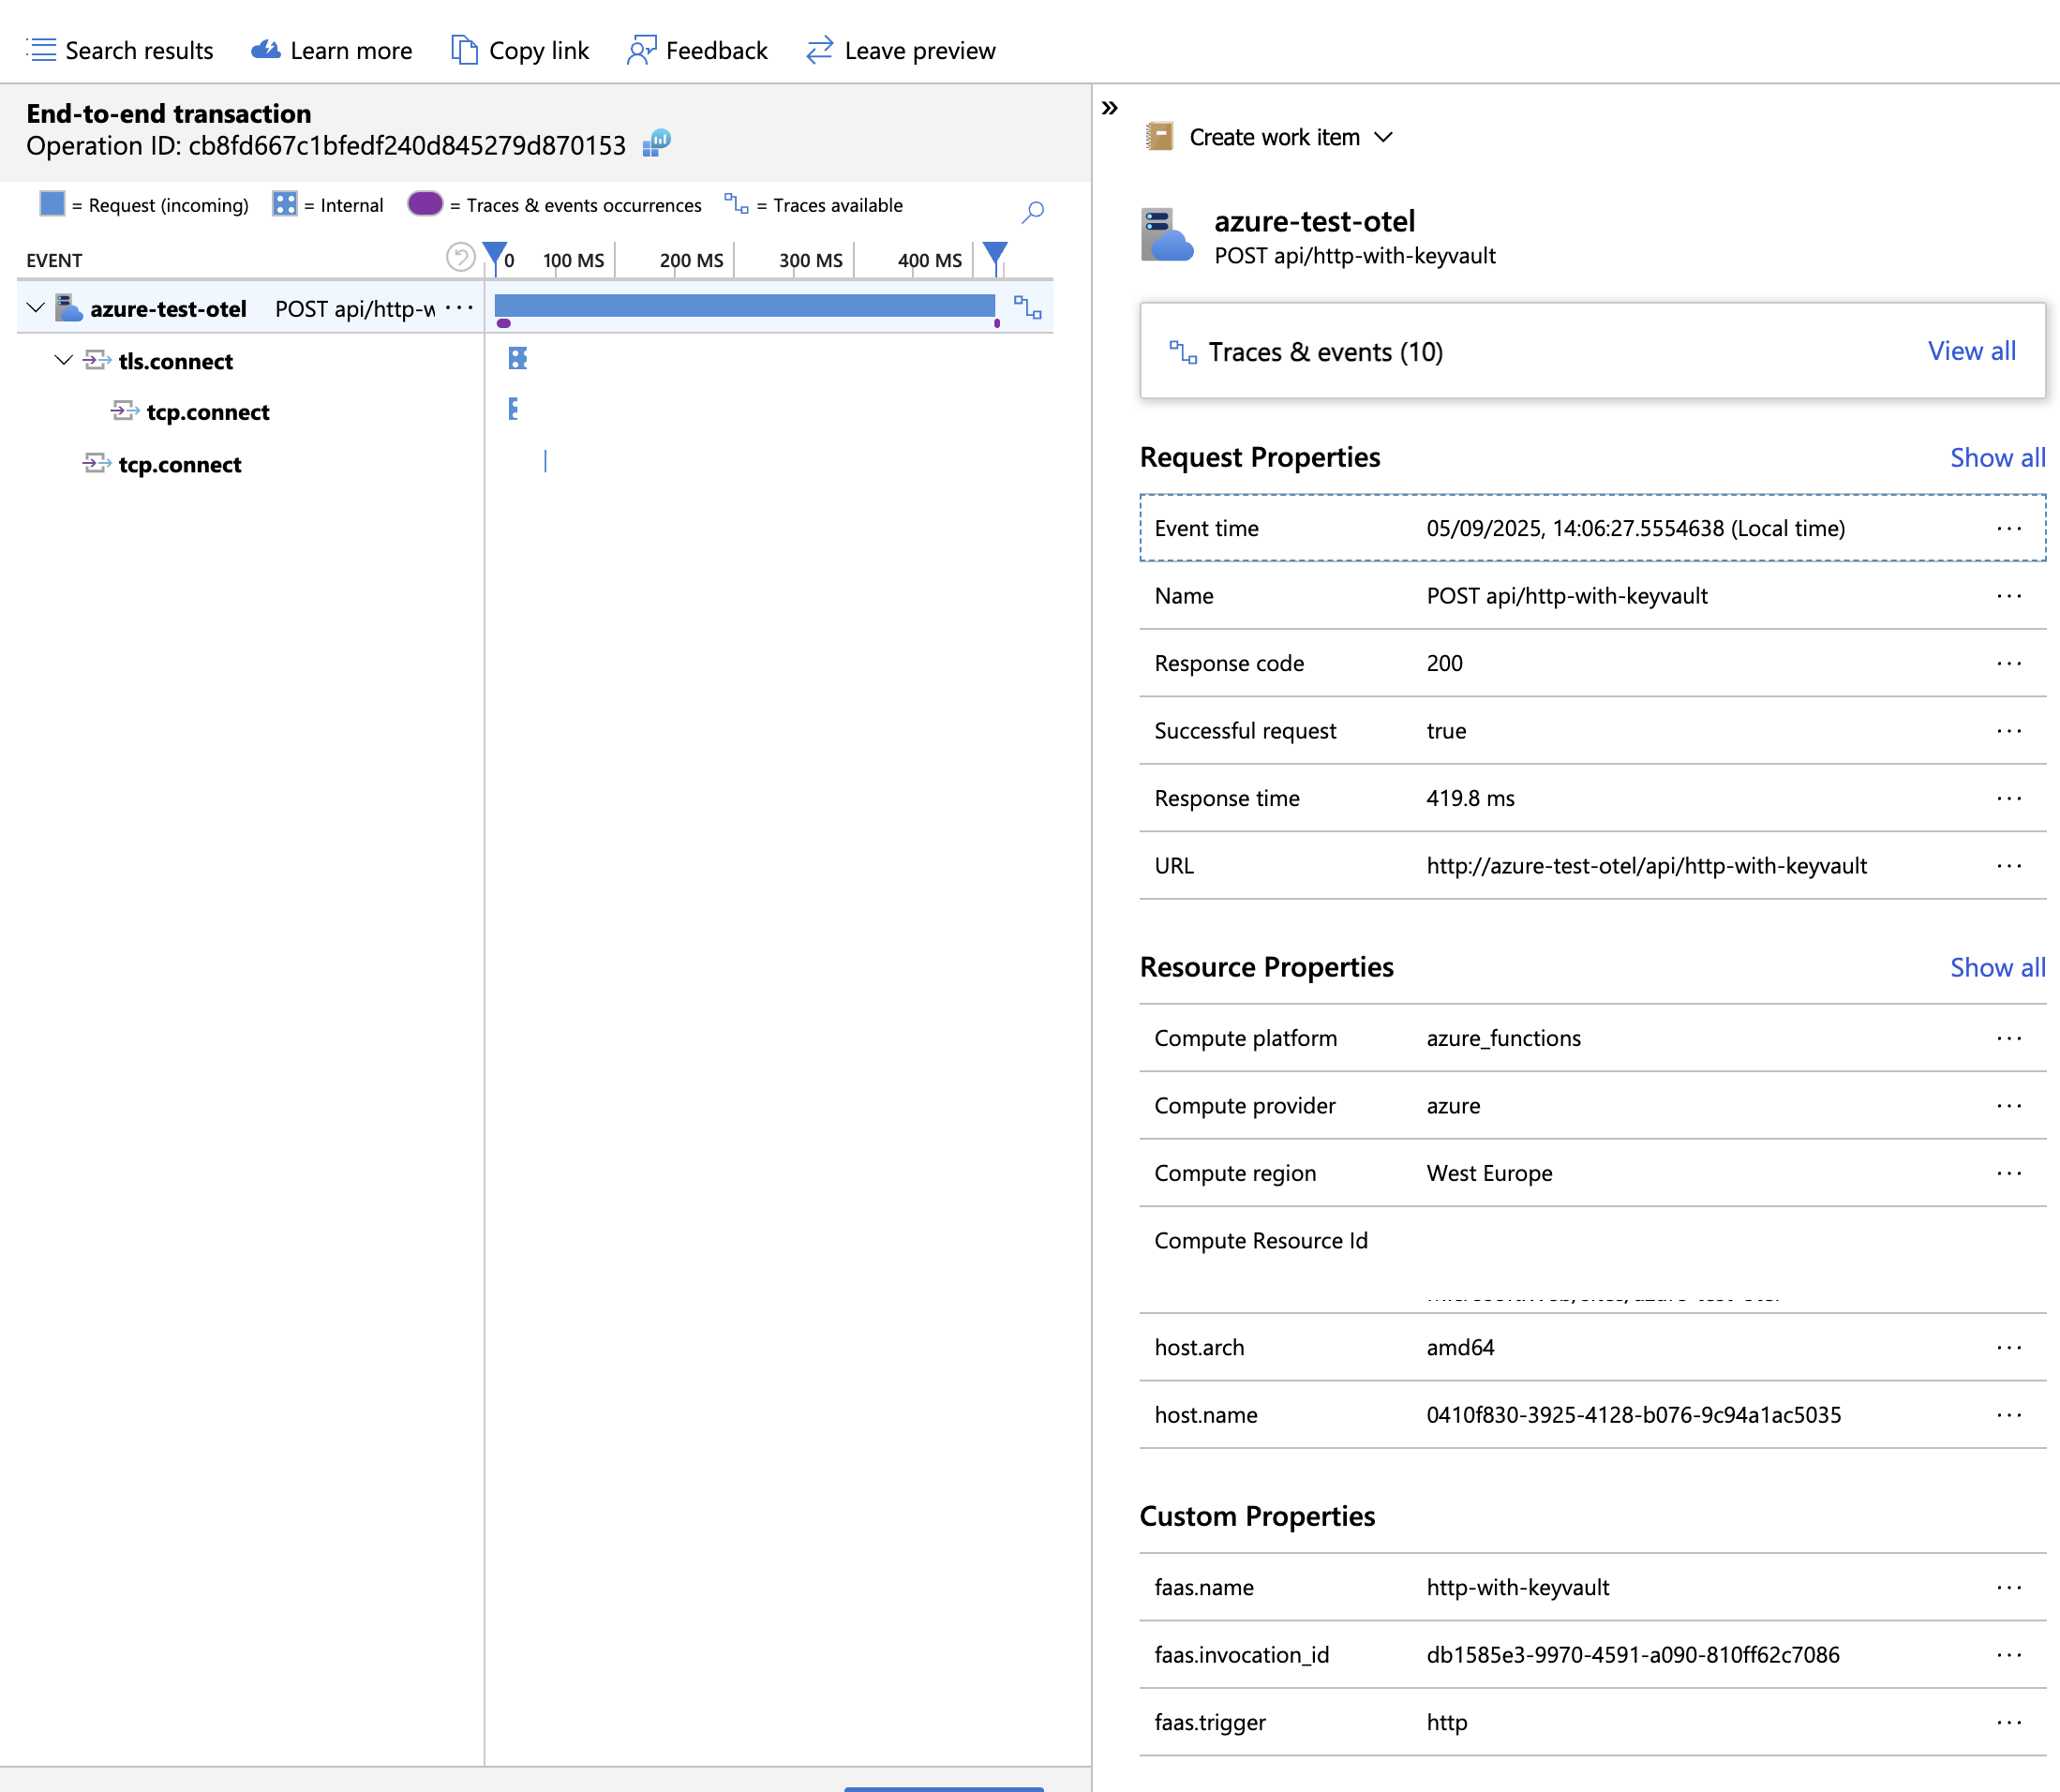 Search results Learn more Copy link Feedback Leave preview
End-to-end transaction
Operation ID: cb8fd667c1bfedf240d845279d870153
= Request (incoming) = Internal = Traces & events occurrences = Traces available
EVENT 0 100 MS 200 MS 300 MS 400 MS
azure-test-otel POST api/http-w ...
tls.connect
tcp.connect
tcp.connect
Create work item
azure-test-otel
POST api/http-with-keyvault
Traces & events (10) View all
Request Properties Show all
Event time 05/09/2025, 14:06:27.5554638 (Local time) ...
Name POST api/http-with-keyvault ...
Response code 200 ...
Successful request true ...
Response time 419.8 ms ...
URL http://azure-test-otel/api/http-with-keyvault ...
Resource Properties Show all
Compute platform azure_functions ...
Compute provider azure ...
Compute region West Europe ...
Compute Resource Id
host.arch amd64 ...
host.name 0410f830-3925-4128-b076-9c94a1ac5035 ...
Custom Properties
faas.name http-with-keyvault ...
faas.invocation_id db1585e3-9970-4591-a090-810ff62c7086 ...
faas.trigger http ...